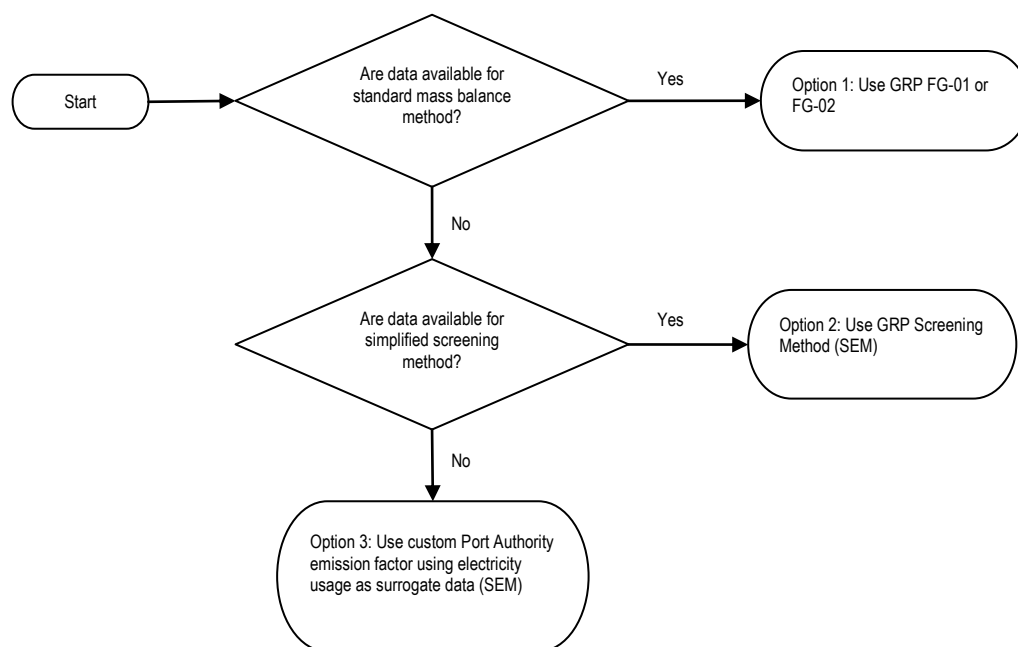 Start
Are data available for
standard mass balance
method?
Yes
Option 1: Use GRP FG-01 or
FG-02
No
Are data available for
simplified screening
method?
Yes
Option 2: Use GRP Screening
Method (SEM)
No
Option 3: Use custom Port Authority
emission factor using electricity
usage as surrogate data (SEM)